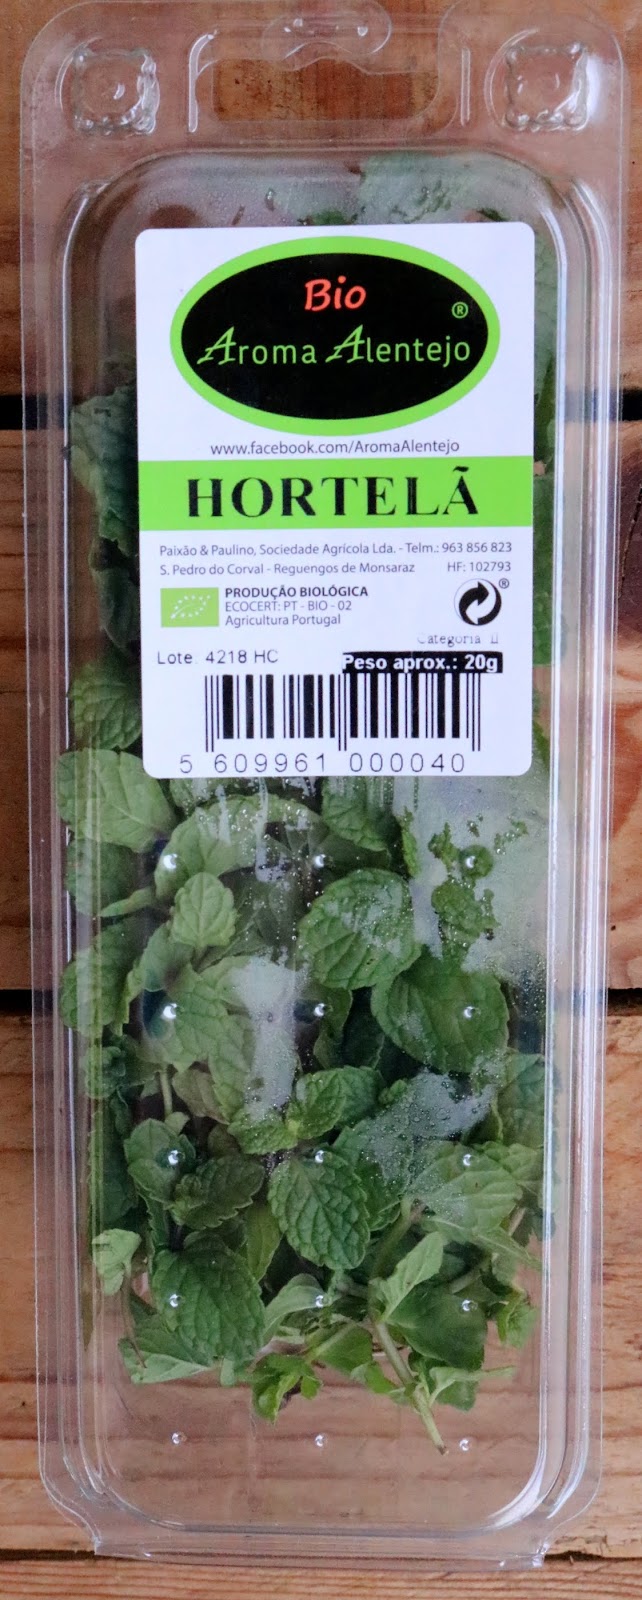 Bio
®
Aroma Alentejo
www.facebook.com/AromaAlentejo
HORTELÃ
Paixão & Paulino, Sociedade Agrícola Lda. - Telm.: 963 856 823
S. Pedro do Corval - Reguengos de Monsaraz HF: 102793
PRODUÇÃO BIOLÓGICA
ECOCERT: PT - BIO - 02
Agricultura Portugal
®
Categoria II
Lote: 4218 HC
Peso aprox.: 20g
5 609961 000040